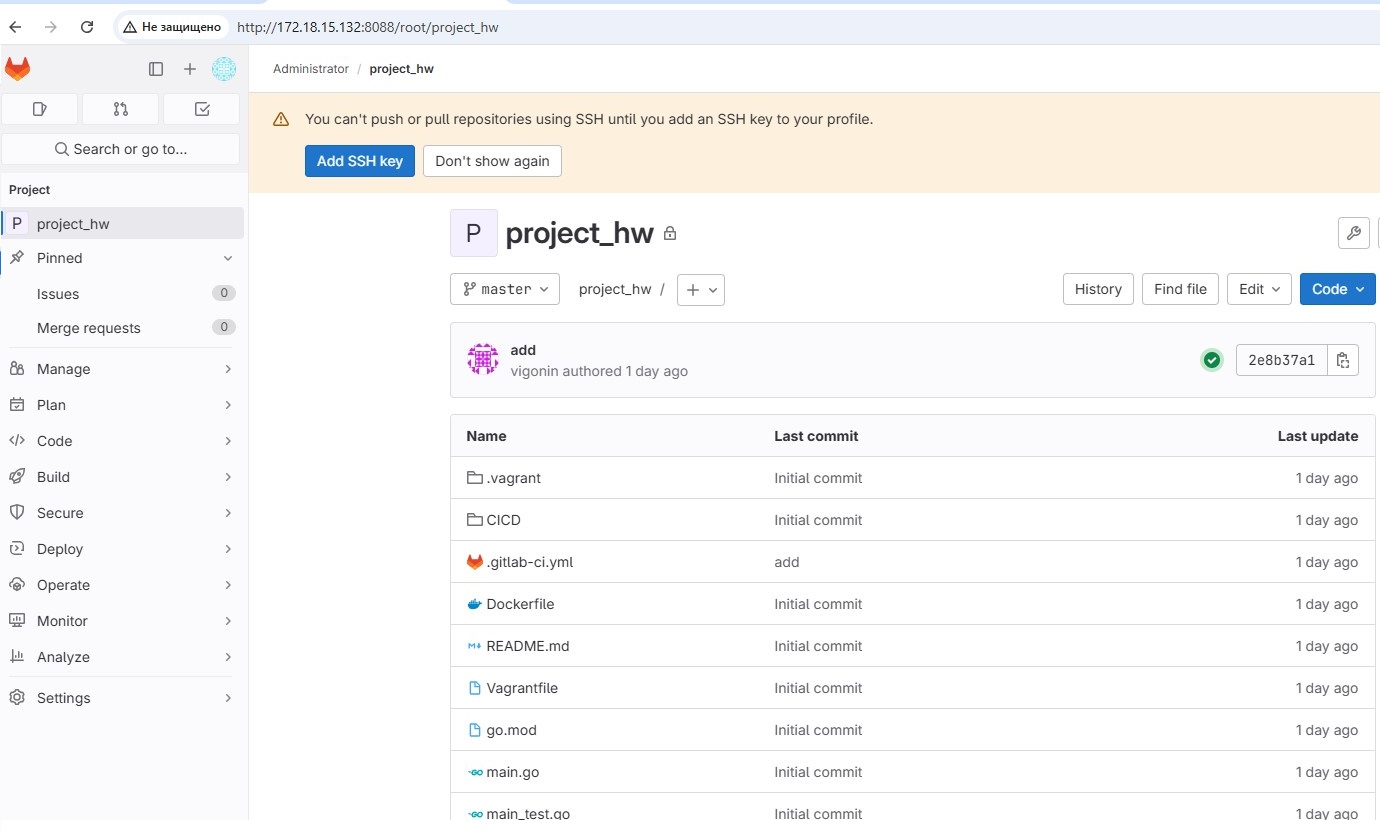 Не защищено http://172.18.15.132:8088/root/project_hw
Administrator / project_hw
You can't push or pull repositories using SSH until you add an SSH key to your profile.
Add SSH key Don't show again
Search or go to...
Project
P project_hw
Pinned
Issues 0
Merge requests 0
Manage
Plan
Code
Build
Secure
Deploy
Operate
Monitor
Analyze
Settings
P project_hw
master project_hw / History Find file Edit Code
add
vigonin authored 1 day ago
2e8b37a1
Name Last commit Last update
.vagrant Initial commit 1 day ago
CICD Initial commit 1 day ago
.gitlab-ci.yml add 1 day ago
Dockerfile Initial commit 1 day ago
README.md Initial commit 1 day ago
Vagrantfile Initial commit 1 day ago
go.mod Initial commit 1 day ago
main.go Initial commit 1 day ago
main_test.go Initial commit 1 day ago